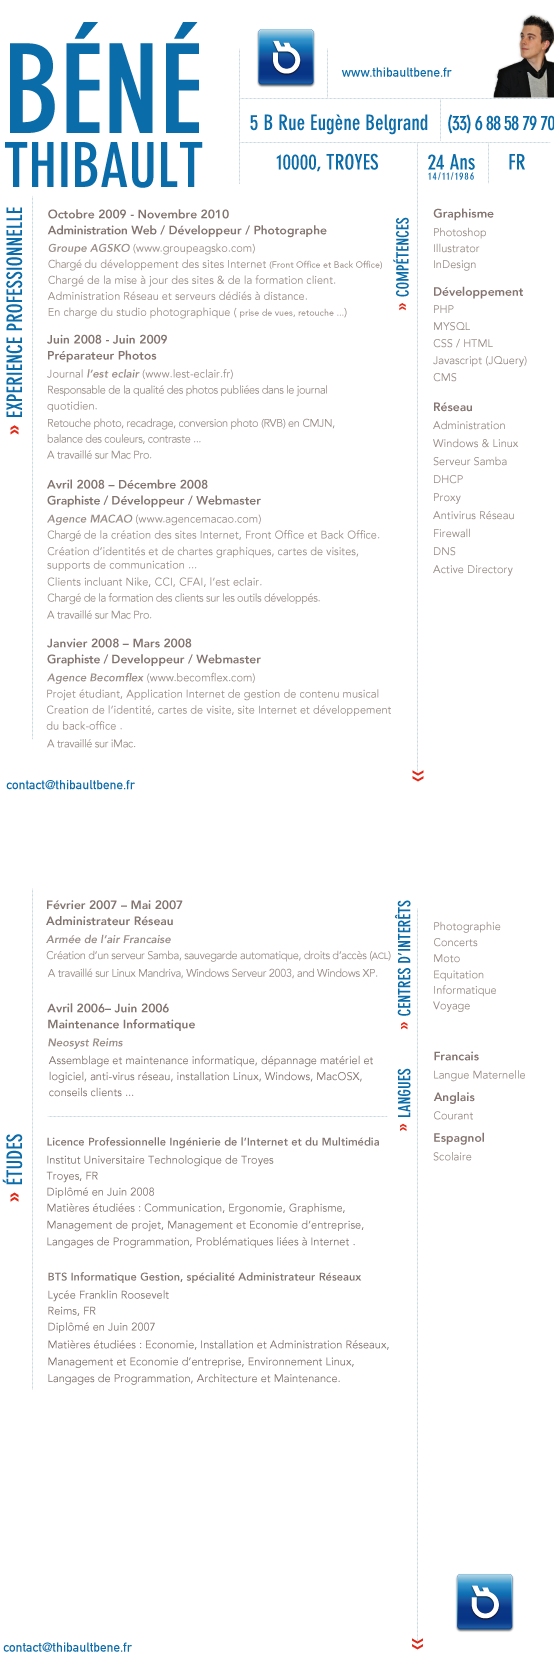 BÉNÉ
THIBAULT
www.thibaultbene.fr
5 B Rue Eugène Belgrand
(33) 6 88 58 79 70
10000, TROYES
24 Ans
14/11/1986
FR
» EXPERIENCE PROFESSIONNELLE
Octobre 2009 - Novembre 2010
Administration Web / Développeur / Photographe
Groupe AGSKO (www.groupeagsko.com)
Chargé du développement des sites Internet (Front Office et Back Office)
Chargé de la mise à jour des sites & de la formation client.
Administration Réseau et serveurs dédiés à distance.
En charge du studio photographique ( prise de vues, retouche ...)
Juin 2008 - Juin 2009
Préparateur Photos
Journal l'est eclair (www.lest-eclair.fr)
Responsable de la qualité des photos publiées dans le journal
quotidien.
Retouche photo, recadrage, conversion photo (RVB) en CMJN,
balance des couleurs, contraste ...
A travaillé sur Mac Pro.
Avril 2008 – Décembre 2008
Graphiste / Développeur / Webmaster
Agence MACAO (www.agencemacao.com)
Chargé de la création des sites Internet, Front Office et Back Office.
Création d'identités et de chartes graphiques, cartes de visites,
supports de communication ...
Clients incluant Nike, CCI, CFAI, l'est eclair.
Chargé de la formation des clients sur les outils développés.
A travaillé sur Mac Pro.
Janvier 2008 – Mars 2008
Graphiste / Developpeur / Webmaster
Agence Becomflex (www.becomflex.com)
Projet étudiant, Application Internet de gestion de contenu musical
Creation de l'identité, cartes de visite, site Internet et développement
du back-office .
A travaillé sur iMac.
» COMPÉTENCES
Graphisme
Photoshop
Illustrator
InDesign
Développement
PHP
MYSQL
CSS / HTML
Javascript (JQuery)
CMS
Réseau
Administration
Windows & Linux
Serveur Samba
DHCP
Proxy
Antivirus Réseau
Firewall
DNS
Active Directory
»
contact@thibaultbene.fr
Février 2007 – Mai 2007
Administrateur Réseau
Armée de l'air Francaise
Création d'un serveur Samba, sauvegarde automatique, droits d'accès (ACL)
A travaillé sur Linux Mandriva, Windows Serveur 2003, and Windows XP.
Avril 2006– Juin 2006
Maintenance Informatique
Neosyst Reims
Assemblage et maintenance informatique, dépannage matériel et
logiciel, anti-virus réseau, installation Linux, Windows, MacOSX,
conseils clients ...
» CENTRES D'INTERÊTS
Photographie
Concerts
Moto
Equitation
Informatique
Voyage
» LANGUES
Francais
Langue Maternelle
Anglais
Courant
Espagnol
Scolaire
» ÉTUDES
Licence Professionnelle Ingénierie de l'Internet et du Multimédia
Institut Universitaire Technologique de Troyes
Troyes, FR
Diplômé en Juin 2008
Matières étudiées : Communication, Ergonomie, Graphisme,
Management de projet, Management et Economie d'entreprise,
Langages de Programmation, Problématiques liées à Internet .
BTS Informatique Gestion, spécialité Administrateur Réseaux
Lycée Franklin Roosevelt
Reims, FR
Diplômé en Juin 2007
Matières étudiées : Economie, Installation et Administration Réseaux,
Management et Economie d'entreprise, Environnement Linux,
Langages de Programmation, Architecture et Maintenance.
»
contact@thibaultbene.fr